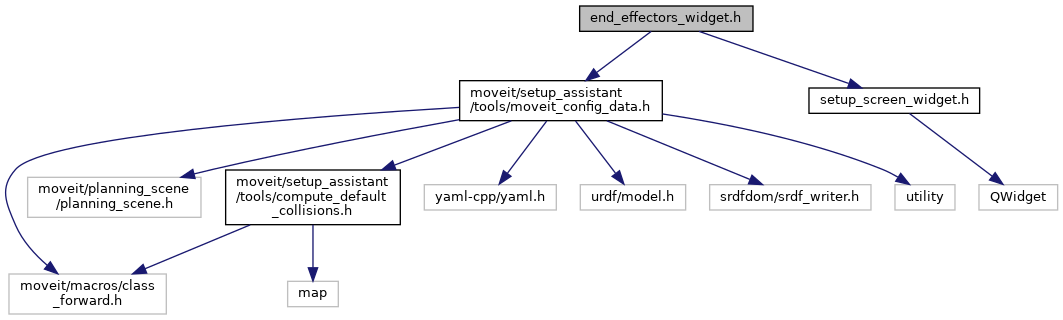 end_effectors_widget.h
moveit/setup_assistant
/tools/moveit_config_data.h
setup_screen_widget.h
moveit/planning_scene
/planning_scene.h
moveit/setup_assistant
/tools/compute_default
_collisions.h
yaml-cpp/yaml.h
urdf/model.h
srdfdom/srdf_writer.h
utility
QWidget
moveit/macros/class
_forward.h
map